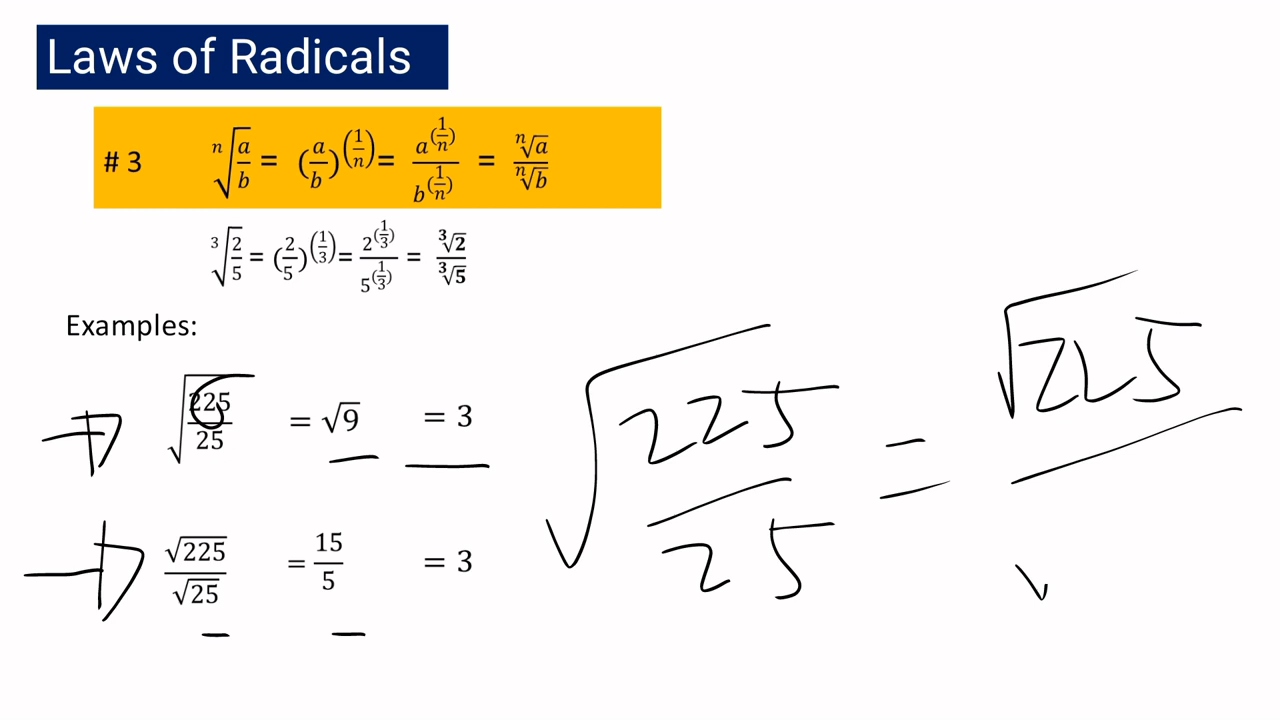 Laws of Radicals
# 3 ⁿ√(a/b) = (a/b)^(1/n) = a^(1/n)/b^(1/n) = ⁿ√a/ⁿ√b
³√(2/5) = (2/5)^(1/3) = 2^(1/3)/5^(1/3) = ³√2/³√5
Examples:
√(225/25) = √9 = 3
√225/√25 = 15/5 = 3
√(225/25) = √225/√